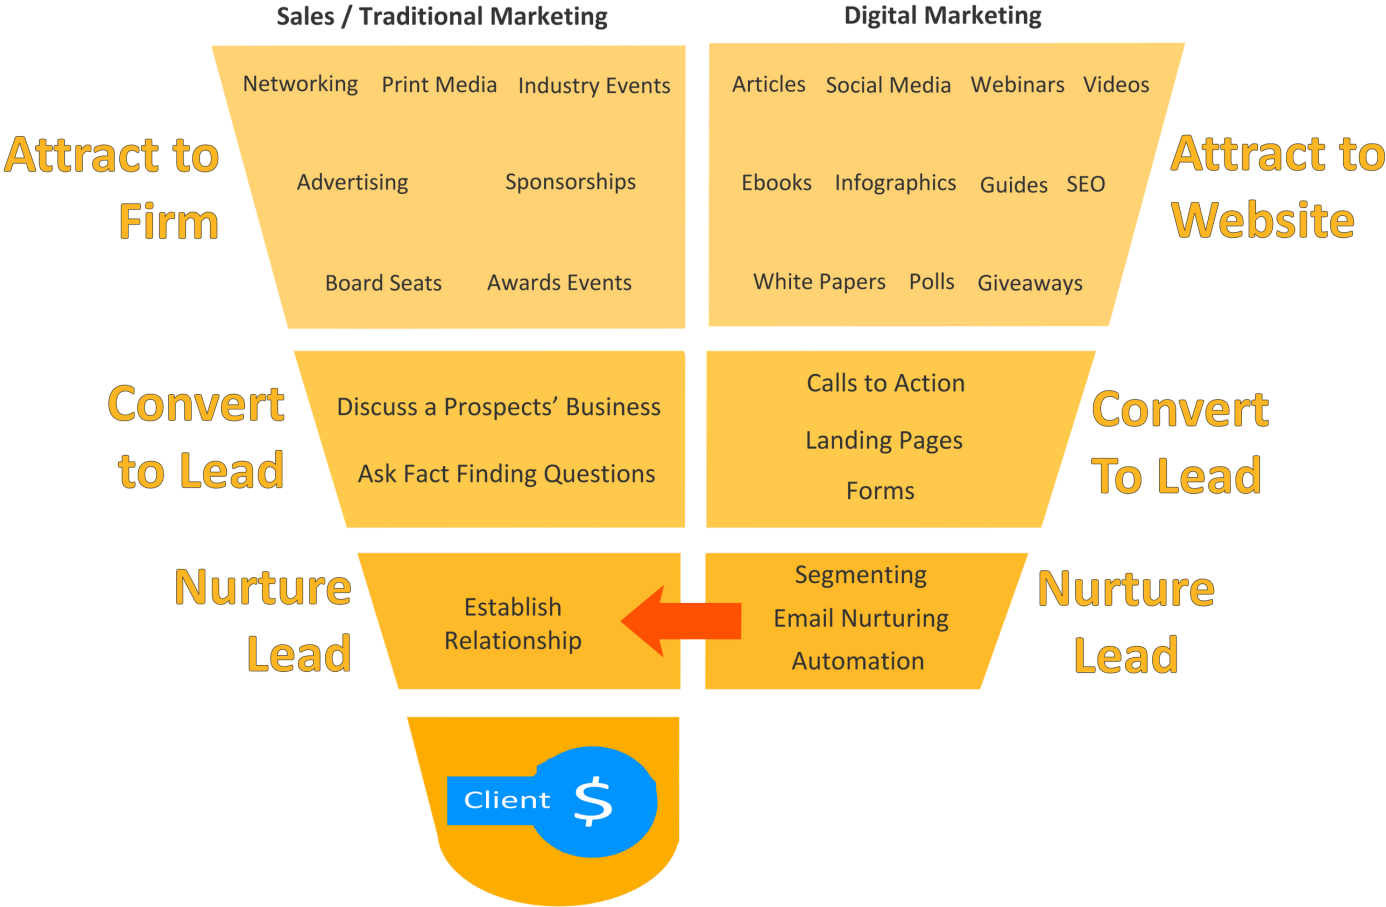 Sales / Traditional Marketing
Digital Marketing
Attract to
Firm
Networking Print Media Industry Events
Advertising Sponsorships
Board Seats Awards Events
Articles Social Media Webinars Videos
Ebooks Infographics Guides SEO
White Papers Polls Giveaways
Attract to
Website
Convert
to Lead
Discuss a Prospects’ Business
Ask Fact Finding Questions
Calls to Action
Landing Pages
Forms
Convert
To Lead
Nurture
Lead
Establish
Relationship
Segmenting
Email Nurturing
Automation
Nurture
Lead
Client $